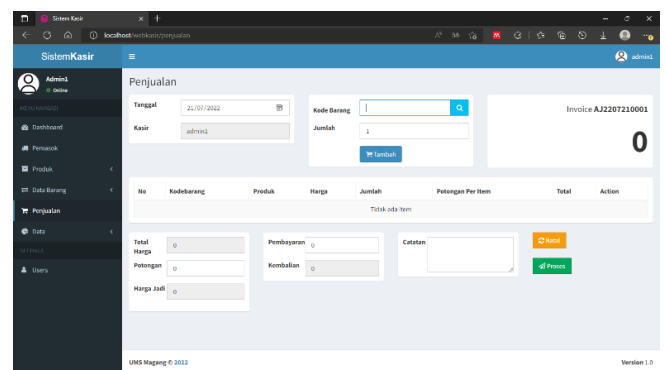 Sistem Kasir
localhost/webkasir/penjualan
SistemKasir
admin1
Admin1
Online
MENU NAVIGASI
Dashboard
Pemasok
Produk
Data Barang
Penjualan
Data
SETTINGS
Users
Penjualan
Tanggal 21/07/2022
Kasir admin1
Kode Barang
Jumlah 1
Tambah
Invoice AJ2207210001
0
No Kodebarang Produk Harga Jumlah Potongan Per Item Total Action
Tidak ada item
Total Harga 0
Potongan 0
Harga Jadi 0
Pembayaran 0
Kembalian 0
Catatan
Batal
Proses
UMS Magang © 2022
Version 1.0